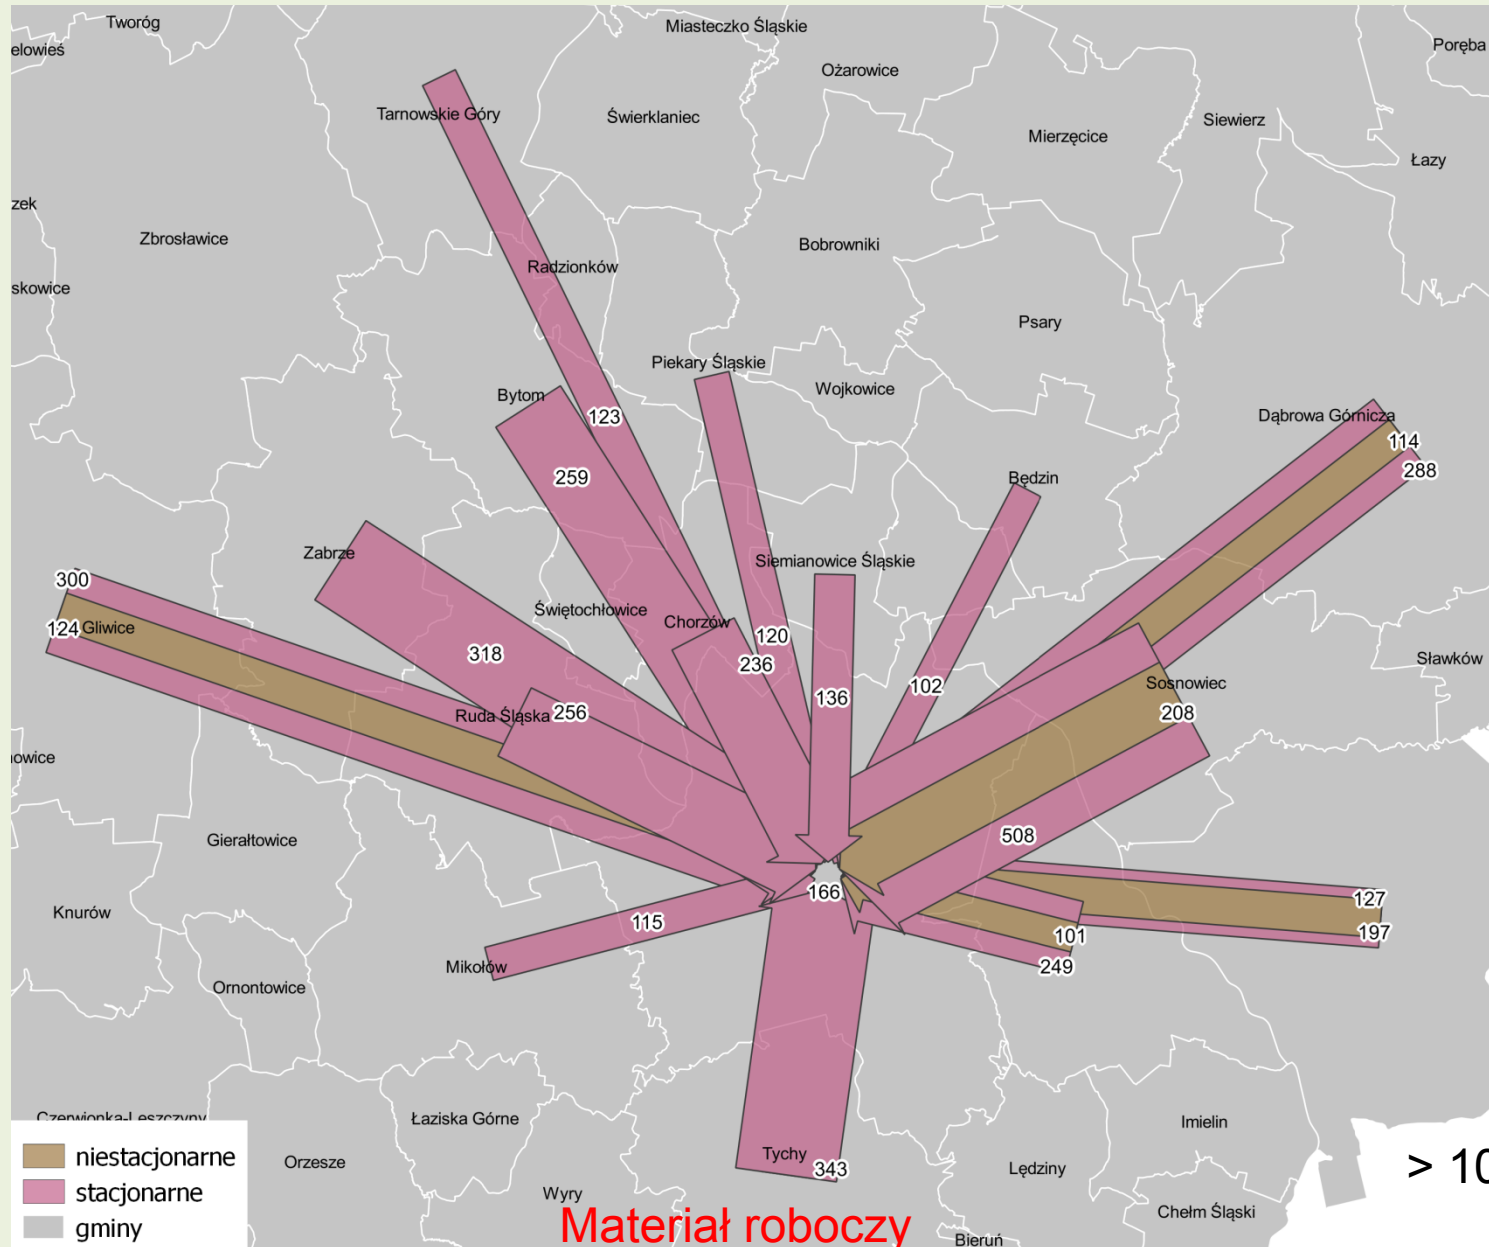 Tworóg
Miasteczko Śląskie
elowieś
Poręba
Ożarowice
Tarnowskie Góry
Świerklaniec
Siewierz
Mierzęcice
Łazy
zek
Zbrosławice
Bobrowniki
Radzionków
skowice
Psary
Piekary Śląskie
Wojkowice
Bytom
123
Dąbrowa Górnicza
114
288
259
Będzin
Zabrze
Siemianowice Śląskie
300
Świętochłowice
Chorzów
124
Gliwice
120
318
236
Sławków
102
Sosnowiec
136
208
Ruda Śląska
256
owice
508
Gierałtowice
166
127
Knurów
115
197
101
Mikołów
249
Ornontowice
Czerwionka-Leszczyny
Łaziska Górne
Imielin
niestacjonarne
Orzesze
Tychy
343
Lędziny
> 10
stacjonarne
Wyry
Chełm Śląski
gminy
Materiał roboczy
Bieruń